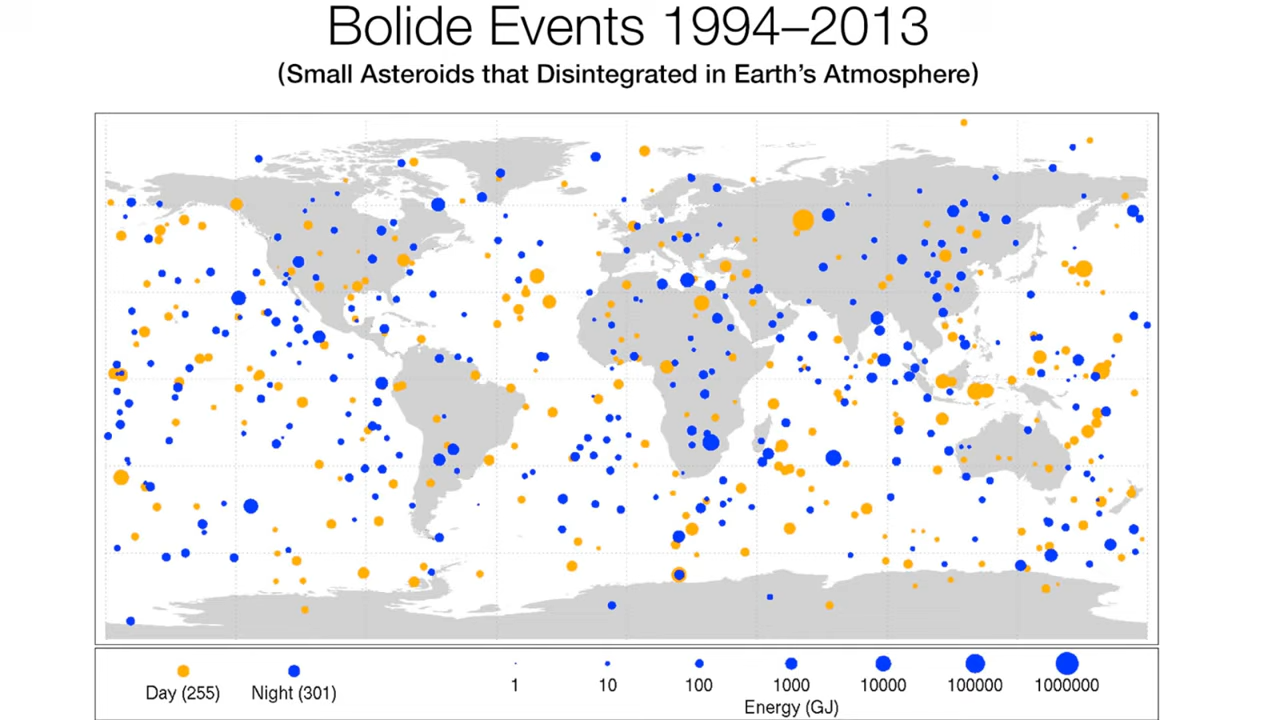 Bolide Events 1994–2013
(Small Asteroids that Disintegrated in Earth's Atmosphere)
Day (255)
Night (301)
1
10
100
1000
10000
100000
1000000
Energy (GJ)